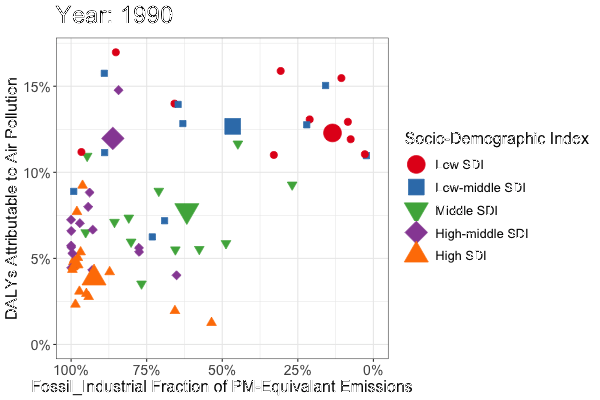 Year: 1990
DALYs Attributable to Air Pollution
15%
10%
5%
0%
100%
75%
50%
25%
0%
Fossil_Industrial Fraction of PM-Equivalant Emissions
Socio-Demographic Index
Low SDI
Low-middle SDI
Middle SDI
High-middle SDI
High SDI